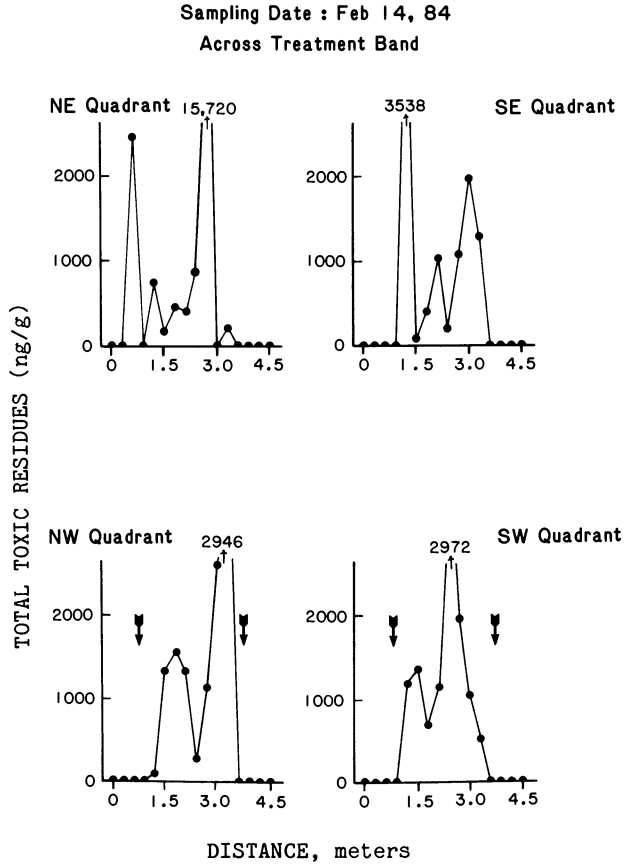 Sampling Date : Feb 14, 84
Across Treatment Band
NE Quadrant 15,720
2000
1000
0
0 1.5 3.0 4.5
3538 SE Quadrant
2000
1000
0
0 1.5 3.0 4.5
TOTAL TOXIC RESIDUES (ng/g)
NW Quadrant 2946
2000
1000
0
0 1.5 3.0 4.5
2972 SW Quadrant
2000
1000
0
0 1.5 3.0 4.5
DISTANCE, meters